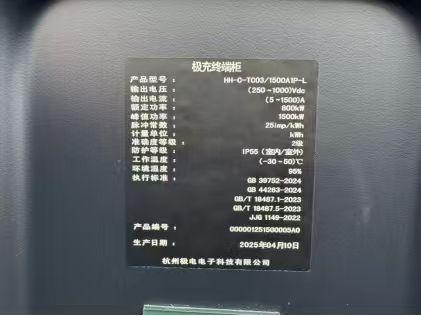 极充终端柜
产品型号： HH-C-TC03/1500A1P-L
输出电压： (250~1000)Vdc
输出电流： (5~1500)A
额定功率： 800kW
峰值功率： 1500kW
脉冲常数： 25imp/kWh
计量单位： kWh
准确度等级： 2级
防护等级： IP55 (室内/室外)
工作温度： (-30~50)℃
环境湿度： 95%
执行标准： GB 39752-2024
GB 44263-2024
GB/T 18487.1-2023
GB/T 18487.5-2023
JJG 1149-2022
产品编号： 000001251500005A0
生产日期： 2025年04月10日
杭州极电电子科技有限公司